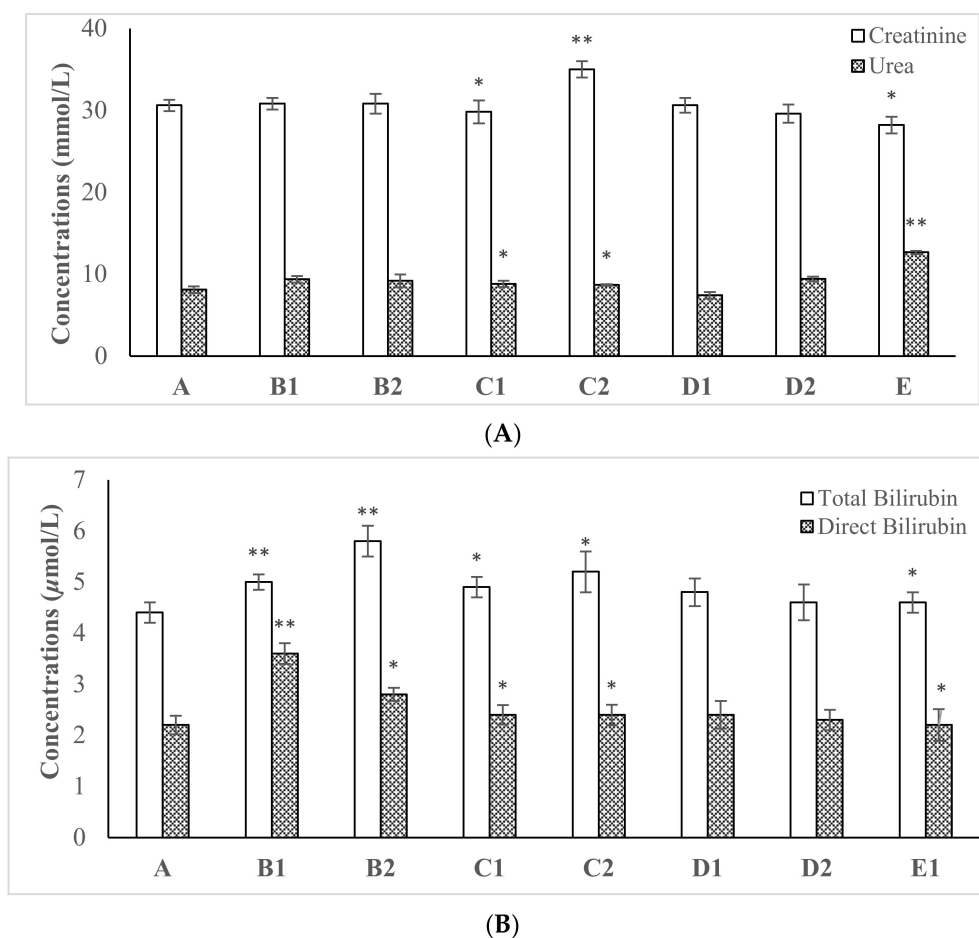 40
30
20
10
0
Concentrations (mmol/L)
Creatinine
Urea
*
**
*
*
*
**
A B1 B2 C1 C2 D1 D2 E
(A)
7
6
5
4
3
2
1
0
Concentrations (µmol/L)
Total Bilirubin
Direct Bilirubin
**
**
**
*
*
*
*
*
*
*
A B1 B2 C1 C2 D1 D2 E1
(B)